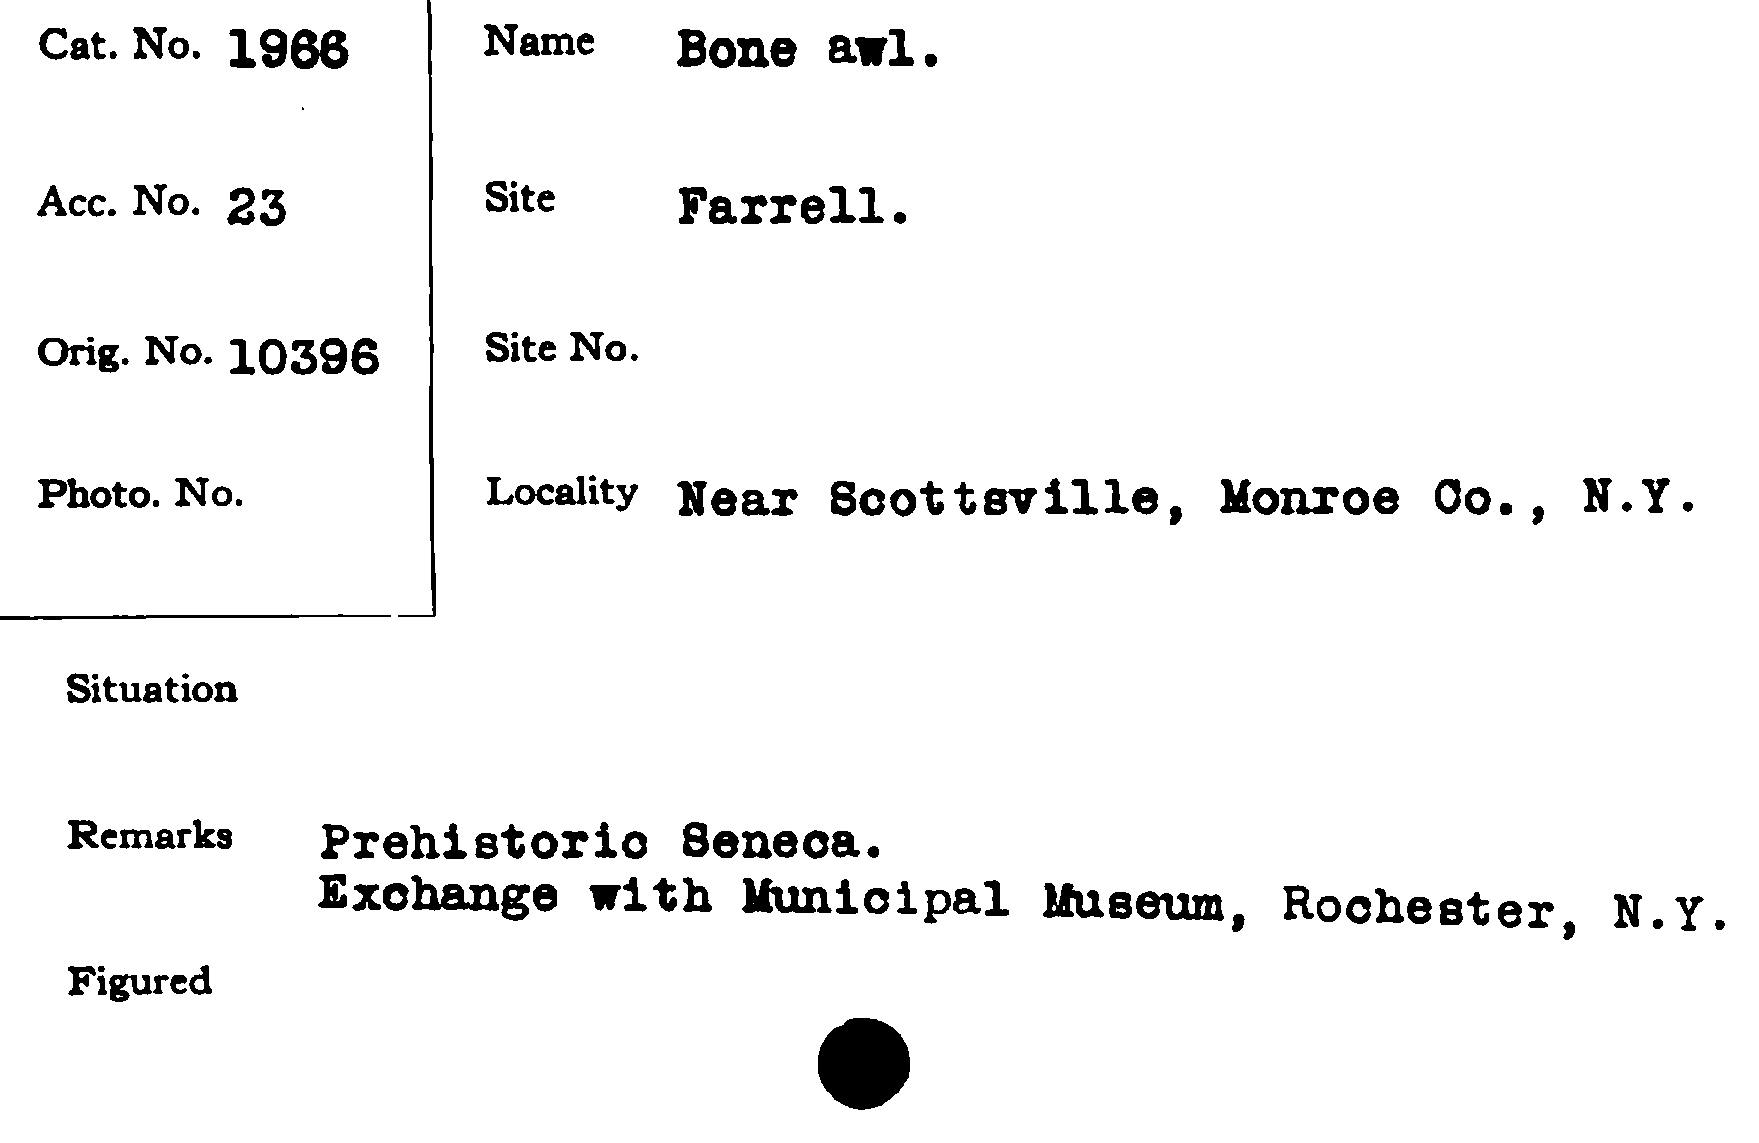 Cat. No. 1966
Name Bone awl.
Acc. No. 23
Site Farrell.
Orig. No. 10396
Site No.
Photo. No.
Locality Near Scottsville, Monroe Co., N.Y.
Situation
Remarks Prehistoric Seneca.
Exchange with Municipal Museum, Rochester, N.Y.
Figured